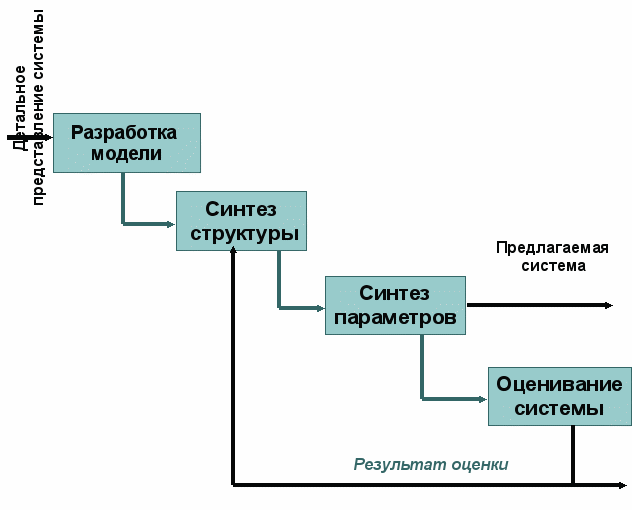 Детальное
представление системы
Разработка
модели
Синтез
структуры
Предлагаемая
система
Синтез
параметров
Оценивание
системы
Результат оценки